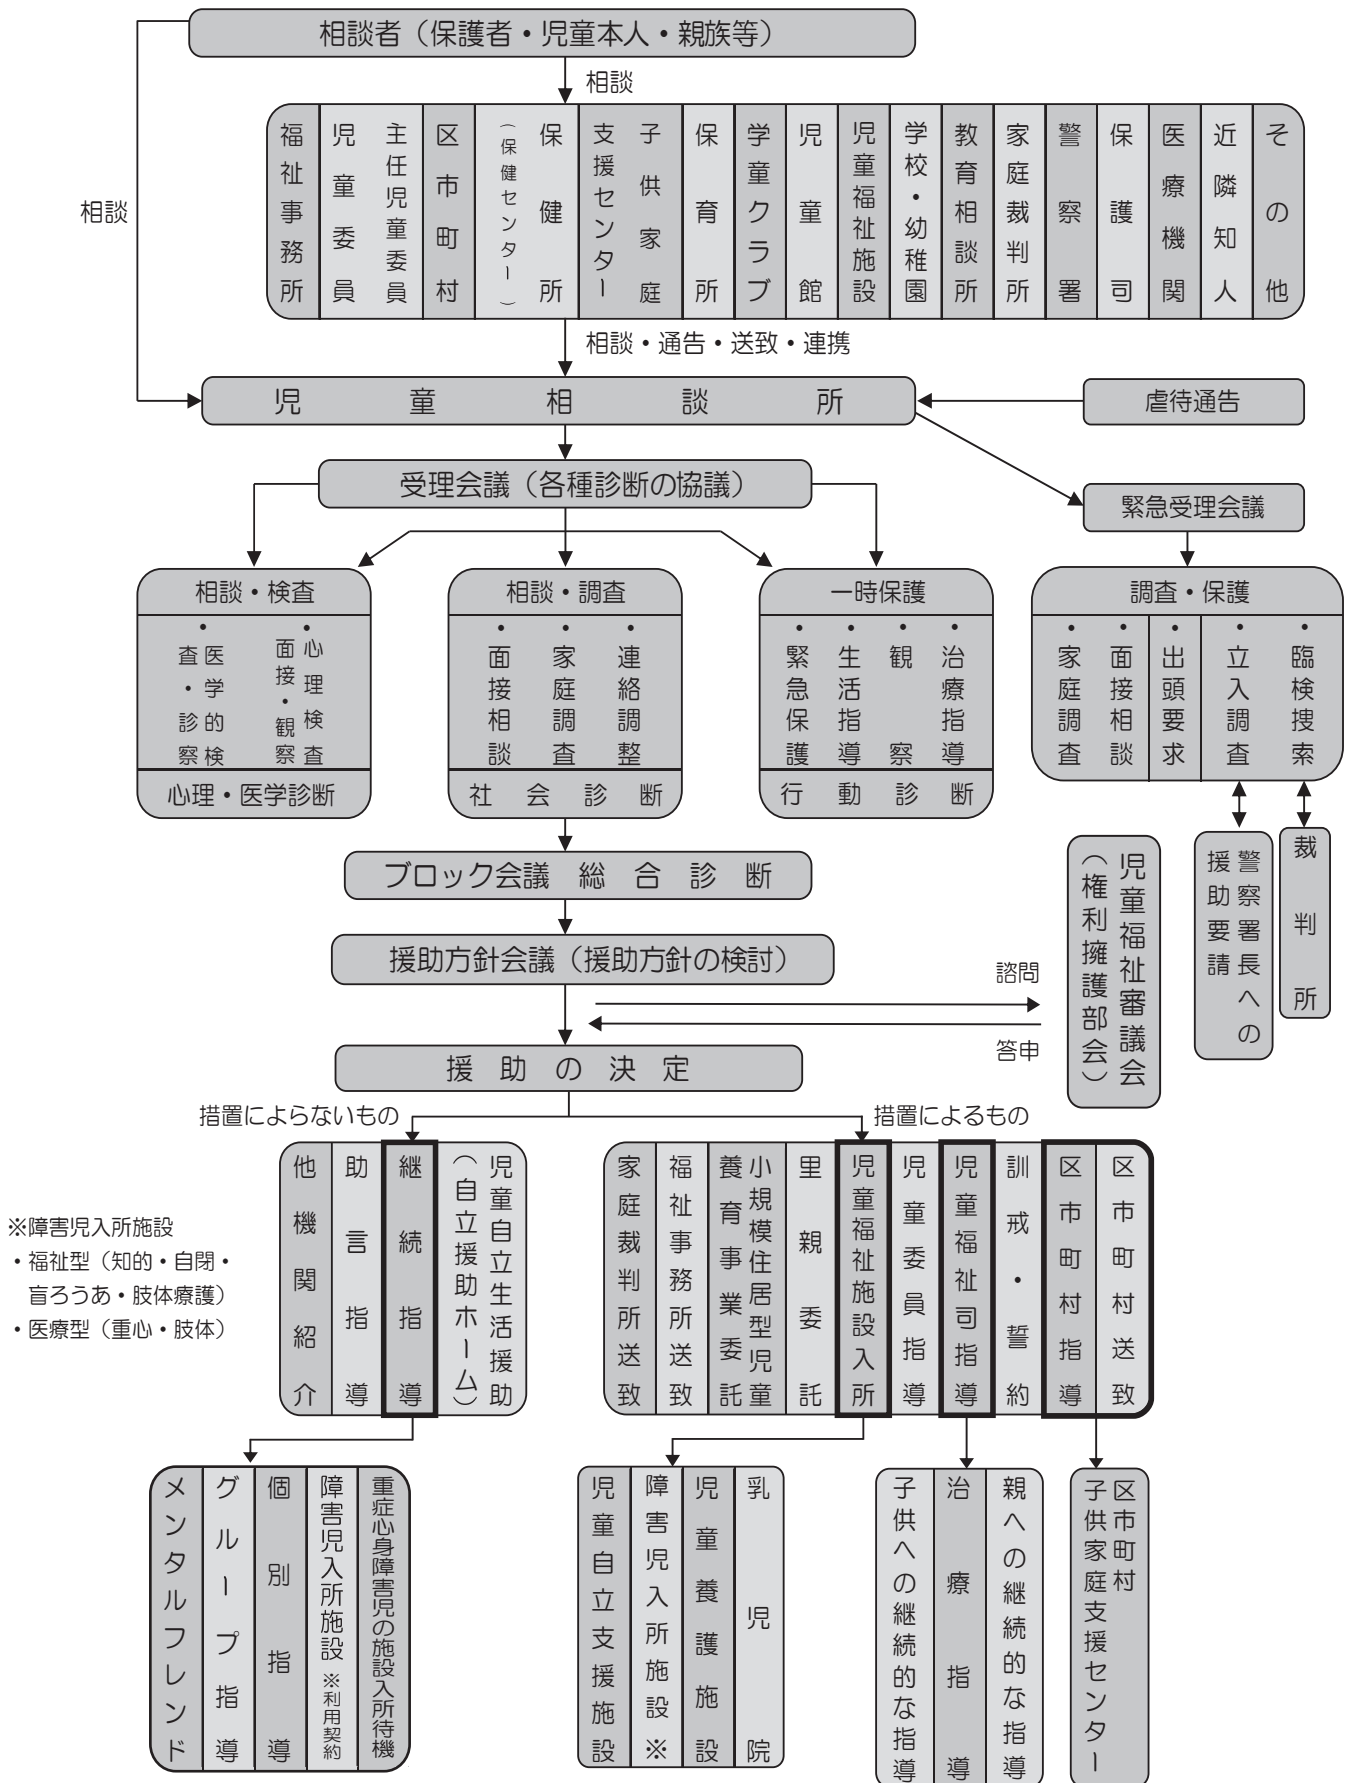 相談者（保護者・児童本人・親族等）
相談
相談
福祉事務所
児童委員
主任児童委員
区市町村
（保健センター）
保健所
支援センター
子供家庭
保育所
学童クラブ
児童館
児童福祉施設
学校・幼稚園
教育相談所
家庭裁判所
警察署
保護司
医療機関
近隣知人
その他
相談・通告・送致・連携
児童相談所
虐待通告
受理会議（各種診断の協議）
緊急受理会議
相談・検査
・医学的検
査・診察
・心理検査
面接・観察
心理・医学診断
相談・調査
・面接相談
・家庭調査
・連絡調整
社会診断
一時保護
・緊急保護
・生活指導
・観察
・治療指導
行動診断
調査・保護
・家庭調査
・面接相談
・出頭要求
・立入調査
・臨検捜索
警察署長への
援助要請
裁判所
児童福祉審議会
（権利擁護部会）
ブロック会議 総合診断
援助方針会議（援助方針の検討）
諮問
答申
援助の決定
措置によらないもの
措置によるもの
他機関紹介
助言指導
継続指導
児童自立生活援助
（自立援助ホーム）
家庭裁判所送致
福祉事務所送致
小規模住居型児童
養育事業委託
里親委託
児童福祉施設入所
児童委員指導
児童福祉司指導
訓戒・誓約
区市町村指導
区市町村送致
※障害児入所施設
・福祉型（知的・自閉・
盲ろうあ・肢体療護）
・医療型（重心・肢体）
メンタルフレンド
グループ指導
個別指導
障害児入所施設 ※利用契約
重症心身障害児の施設入所待機
児童自立支援施設
障害児入所施設※
児童養護施設
乳児院
子供への継続的な指導
治療指導
親への継続的な指導
区市町村
子供家庭支援センター